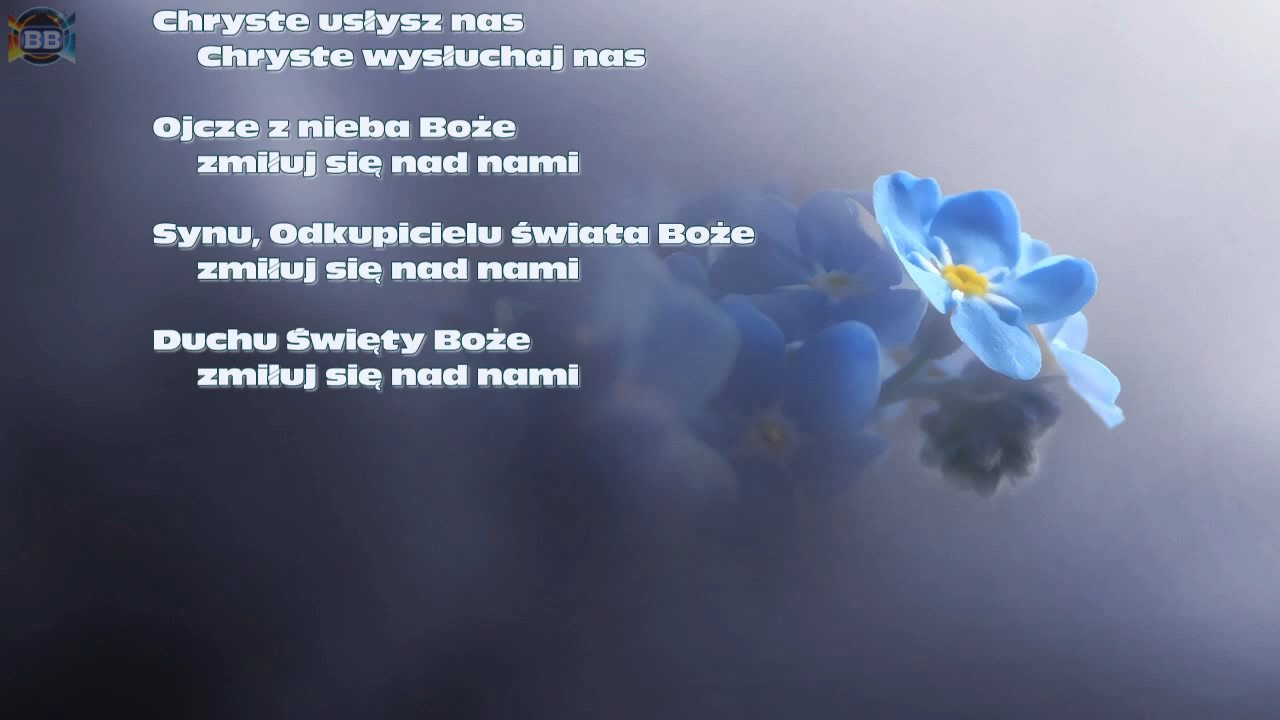 BB
Chryste usłysz nas
Chryste wysłuchaj nas
Ojcze z nieba Boże
zmiłuj się nad nami
Synu, Odkupicielu świata Boże
zmiłuj się nad nami
Duchu Święty Boże
zmiłuj się nad nami